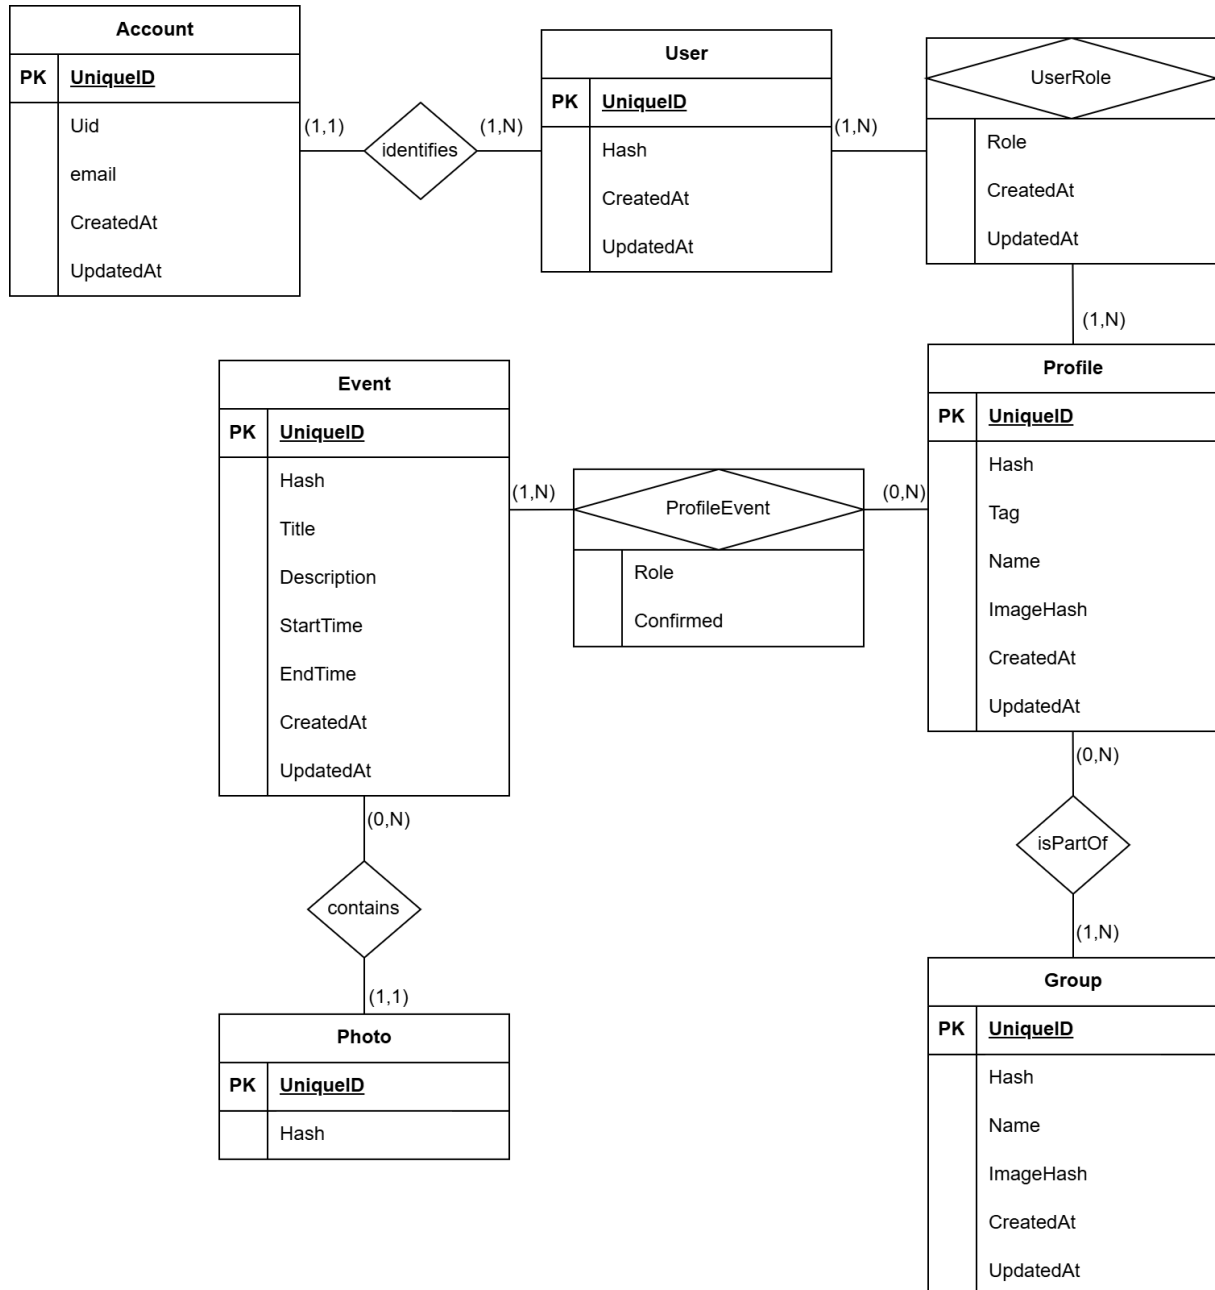 Account
PK UniqueID
Uid
email
CreatedAt
UpdatedAt
(1,1)
identifies
(1,N)
User
PK UniqueID
Hash
CreatedAt
UpdatedAt
(1,N)
UserRole
Role
CreatedAt
UpdatedAt
(1,N)
Profile
PK UniqueID
Hash
Tag
Name
ImageHash
CreatedAt
UpdatedAt
(0,N)
ProfileEvent
Role
Confirmed
(1,N)
Event
PK UniqueID
Hash
Title
Description
StartTime
EndTime
CreatedAt
UpdatedAt
(0,N)
contains
(1,1)
Photo
PK UniqueID
Hash
(0,N)
isPartOf
(1,N)
Group
PK UniqueID
Hash
Name
ImageHash
CreatedAt
UpdatedAt